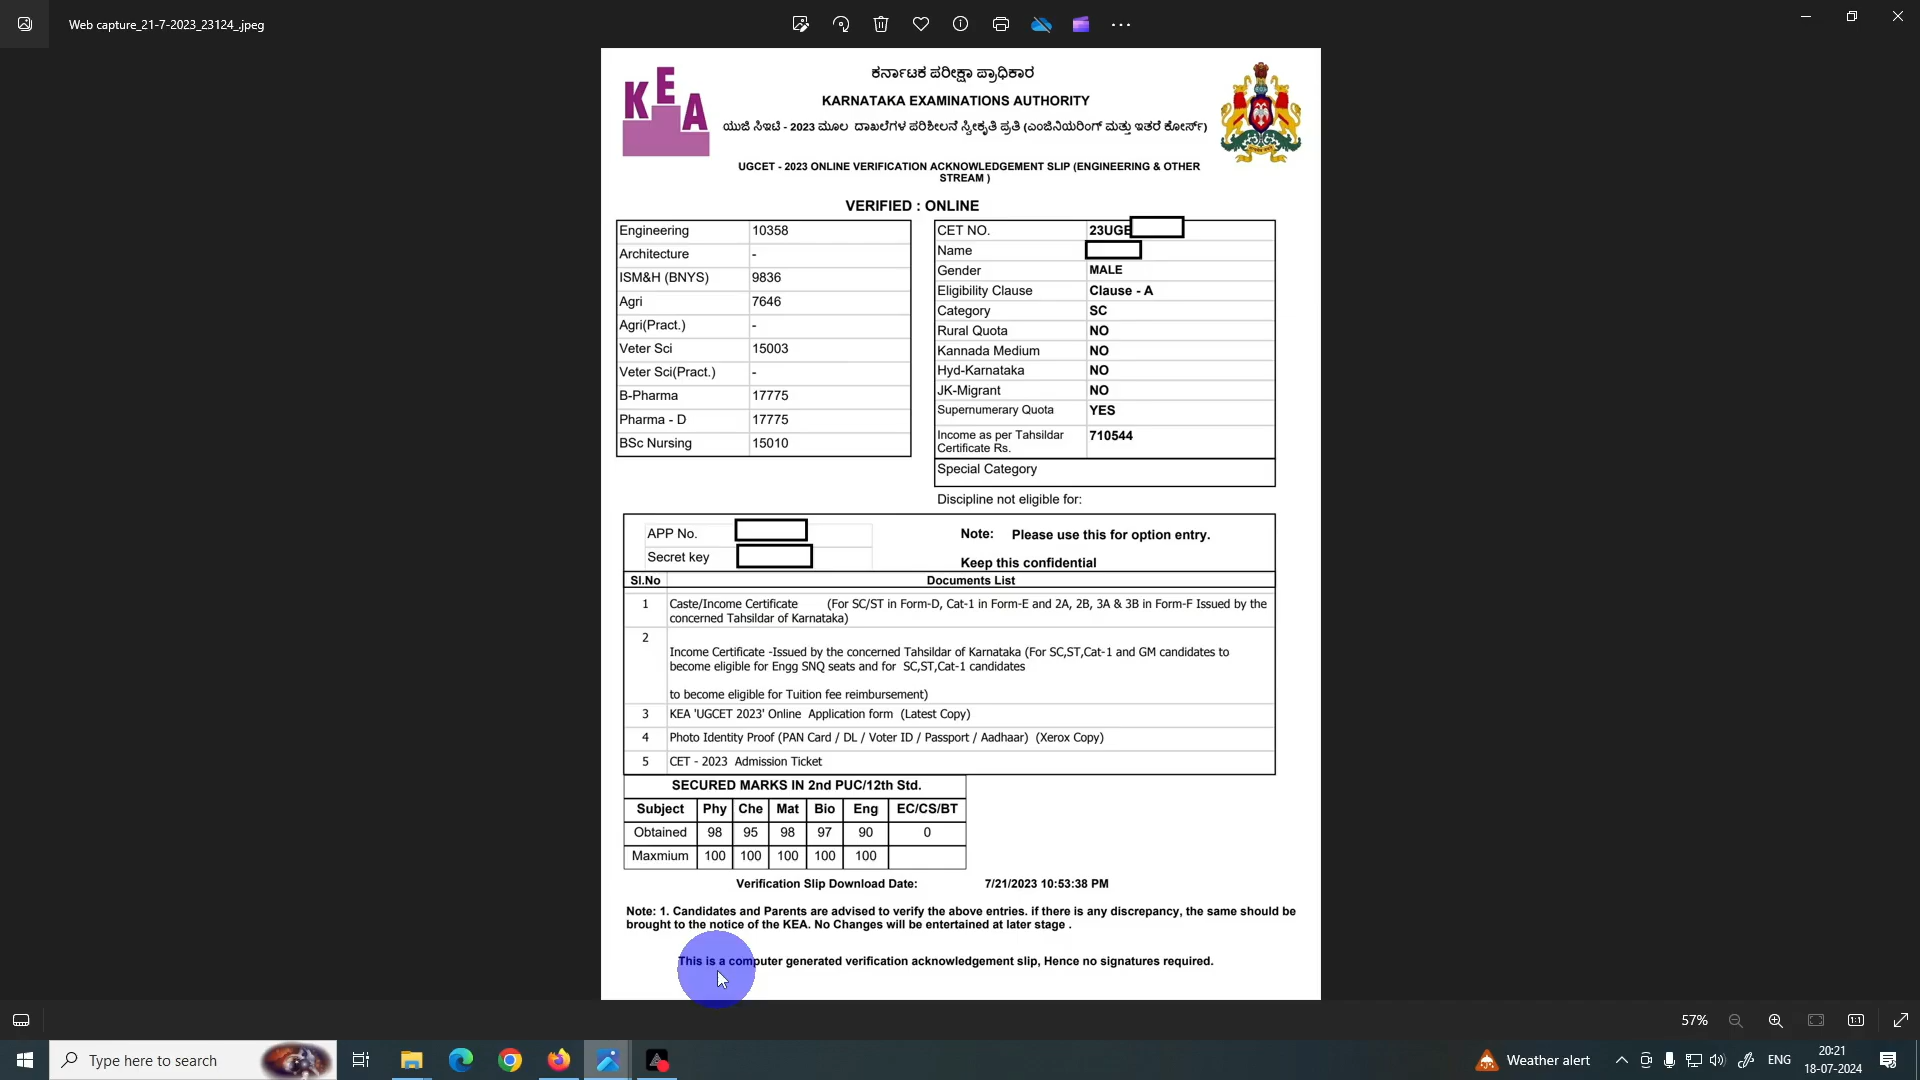 Web capture_21-7-2023_23124_.jpeg
KEA
ಕರ್ನಾಟಕ ಪರೀಕ್ಷಾ ಪ್ರಾಧಿಕಾರ
KARNATAKA EXAMINATIONS AUTHORITY
ಯುಜಿ ಸಿಇಟಿ - 2023 ಮೂಲ ದಾಖಲೆಗಳ ಪರಿಶೀಲನೆ ಸ್ವೀಕೃತಿ ಪ್ರತಿ (ಎಂಜಿನಿಯರಿಂಗ್ ಮತ್ತು ಇತರೆ ಕೋರ್ಸ್)
UGCET - 2023 ONLINE VERIFICATION ACKNOWLEDGEMENT SLIP (ENGINEERING & OTHER
STREAM )
VERIFIED : ONLINE
Engineering 10358
Architecture -
ISM&H (BNYS) 9836
Agri 7646
Agri(Pract.) -
Veter Sci 15003
Veter Sci(Pract.) -
B-Pharma 17775
Pharma - D 17775
BSc Nursing 15010
CET NO. 23UGE
Name
Gender MALE
Eligibility Clause Clause - A
Category SC
Rural Quota NO
Kannada Medium NO
Hyd-Karnataka NO
JK-Migrant NO
Supernumerary Quota YES
Income as per Tahsildar 710544
Certificate Rs.
Special Category
Discipline not eligible for:
APP No.
Secret key
Note: Please use this for option entry.
Keep this confidential
Sl.No Documents List
1 Caste/Income Certificate (For SC/ST in Form-D, Cat-1 in Form-E and 2A, 2B, 3A & 3B in Form-F Issued by the
concerned Tahsildar of Karnataka)
2
Income Certificate -Issued by the concerned Tahsildar of Karnataka (For SC,ST,Cat-1 and GM candidates to
become eligible for Engg SNQ seats and for SC,ST,Cat-1 candidates
to become eligible for Tuition fee reimbursement)
3 KEA 'UGCET 2023' Online Application form (Latest Copy)
4 Photo Identity Proof (PAN Card / DL / Voter ID / Passport / Aadhaar) (Xerox Copy)
5 CET - 2023 Admission Ticket
SECURED MARKS IN 2nd PUC/12th Std.
Subject Phy Che Mat Bio Eng EC/CS/BT
Obtained 98 95 98 97 90 0
Maxmium 100 100 100 100 100
Verification Slip Download Date: 7/21/2023 10:53:38 PM
Note: 1. Candidates and Parents are advised to verify the above entries. if there is any discrepancy, the same should be
brought to the notice of the KEA. No Changes will be entertained at later stage .
This is a computer generated verification acknowledgement slip, Hence no signatures required.
57%
1:1
Type here to search
Weather alert
ENG
20:21
18-07-2024